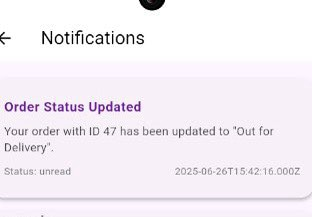 Notifications
Order Status Updated
Your order with ID 47 has been updated to "Out for
Delivery".
Status: unread 2025-06-26T15:42:16.000Z